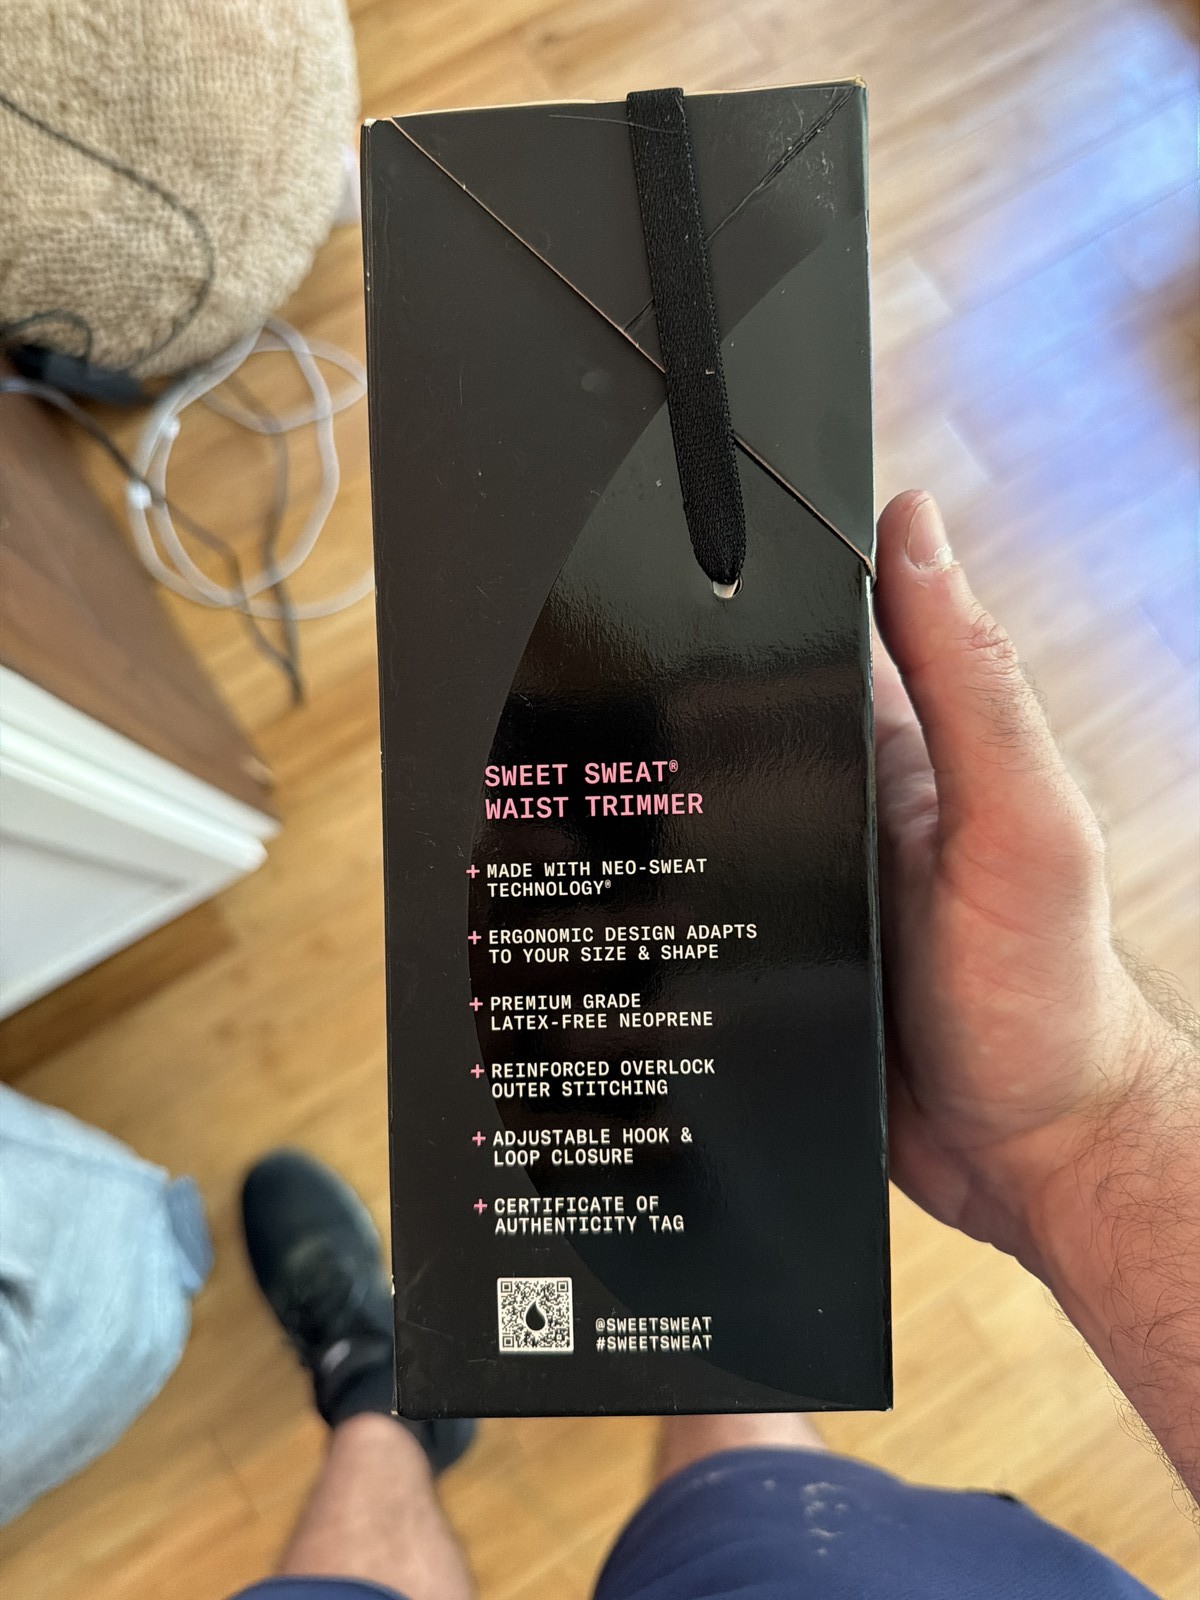 SWEET SWEAT®
WAIST TRIMMER
+ MADE WITH NEO-SWEAT
TECHNOLOGY®
+ ERGONOMIC DESIGN ADAPTS
TO YOUR SIZE & SHAPE
+ PREMIUM GRADE
LATEX-FREE NEOPRENE
+ REINFORCED OVERLOCK
OUTER STITCHING
+ ADJUSTABLE HOOK &
LOOP CLOSURE
+ CERTIFICATE OF
AUTHENTICITY TAG
@SWEETSWEAT
#SWEETSWEAT